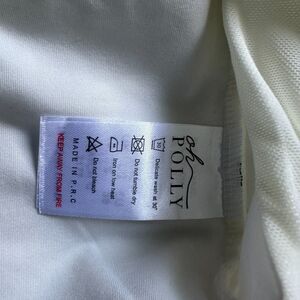 oh
POLLY
Delicate wash at 30°
Do not tumble dry
Iron on low heat
Do not bleach
MADE IN P.R.C
KEEP AWAY FROM FIRE